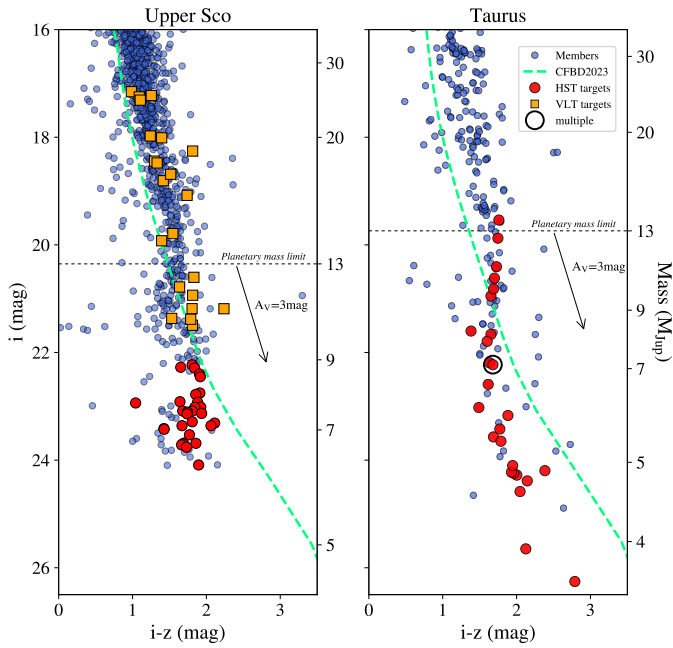 Upper Sco
Taurus
16
18
20
22
24
26
i (mag)
30
20
13
9
7
5
Planetary mass limit
A_V=3mag
0
1
2
3
i-z (mag)
Members
CFBD2023
HST targets
VLT targets
multiple
Planetary mass limit
A_V=3mag
30
20
13
9
7
5
4
Mass (M_Jup)
0
1
2
3
i-z (mag)